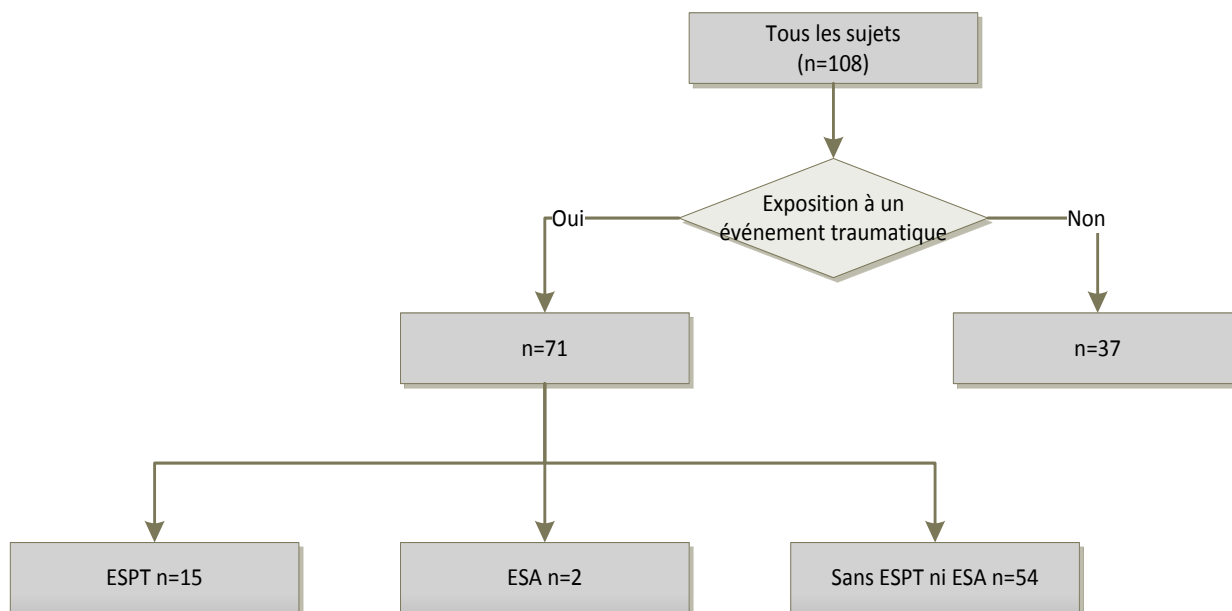 Tous les sujets
(n=108)
Exposition à un
événement traumatique
Oui
Non
n=71
n=37
ESPT n=15
ESA n=2
Sans ESPT ni ESA n=54